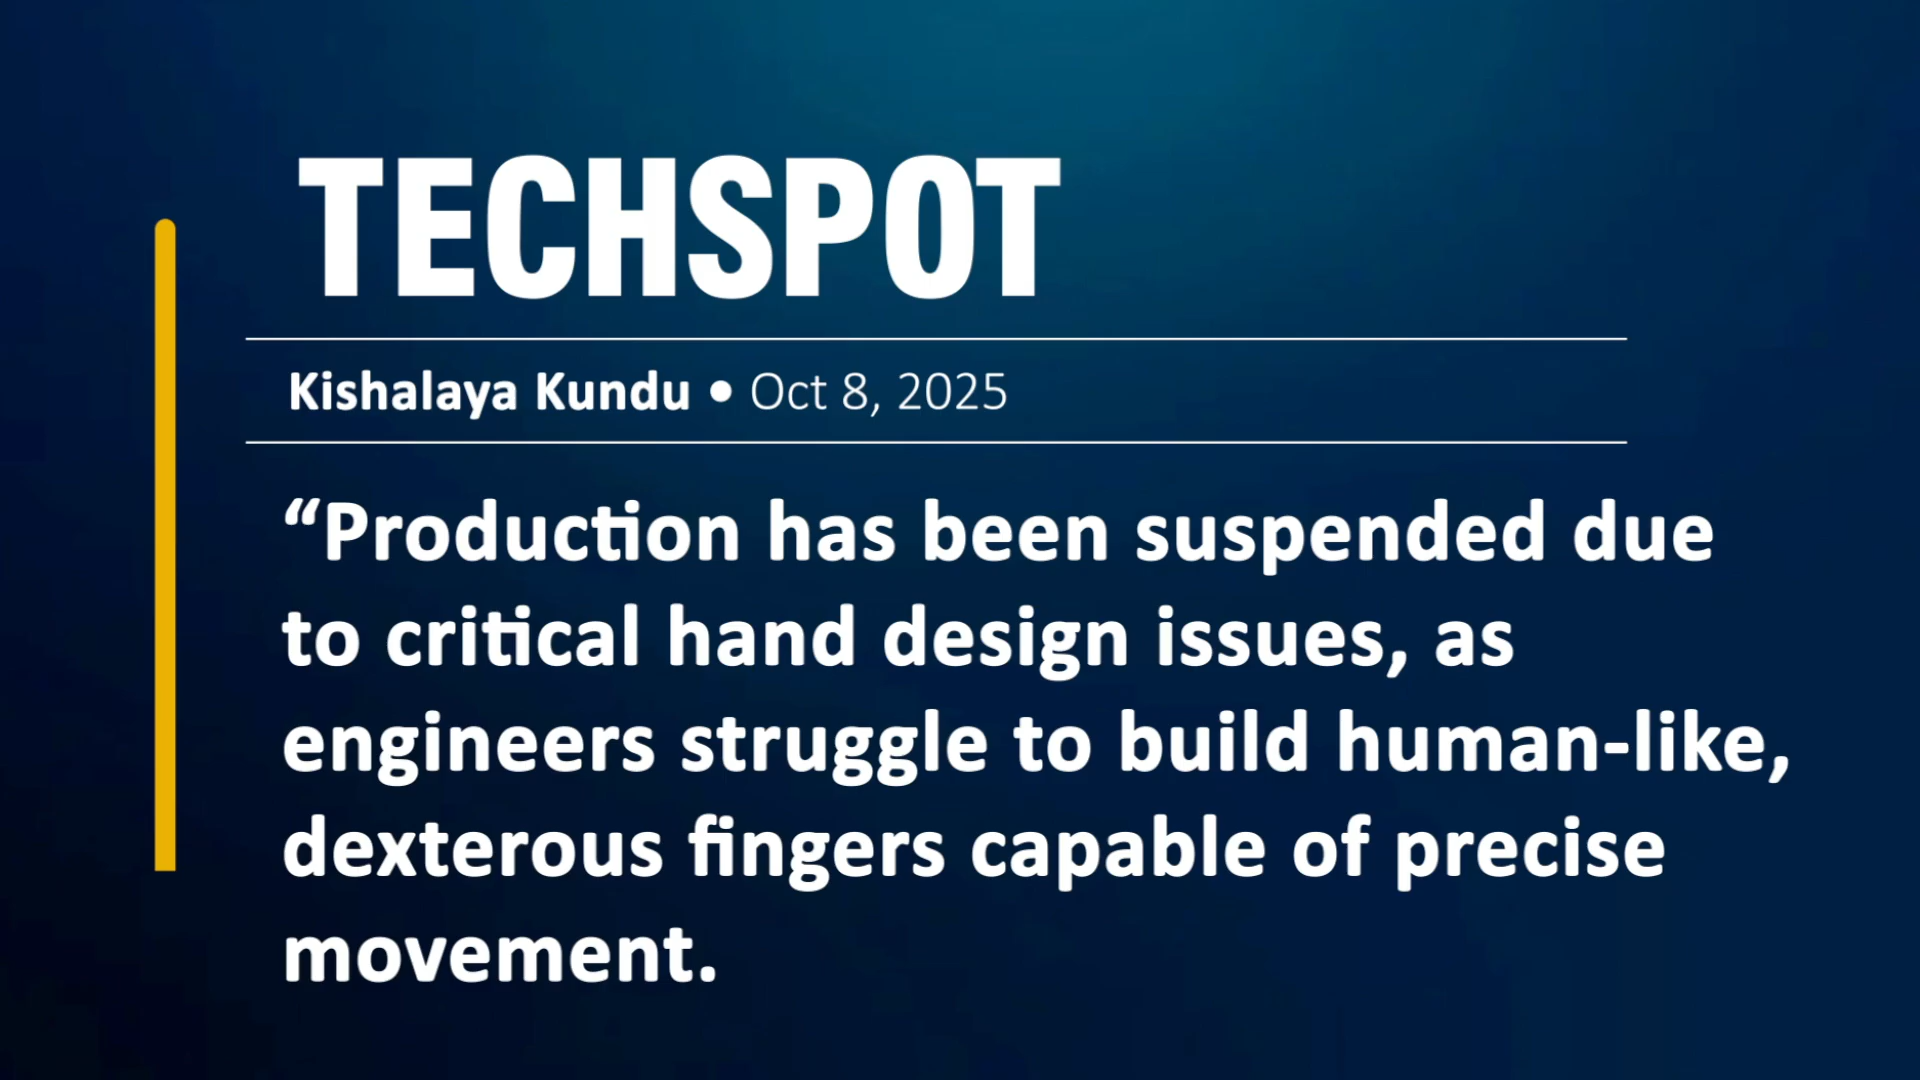 TECHSPOT
Kishalaya Kundu • Oct 8, 2025
“Production has been suspended due
to critical hand design issues, as
engineers struggle to build human-like,
dexterous fingers capable of precise
movement.